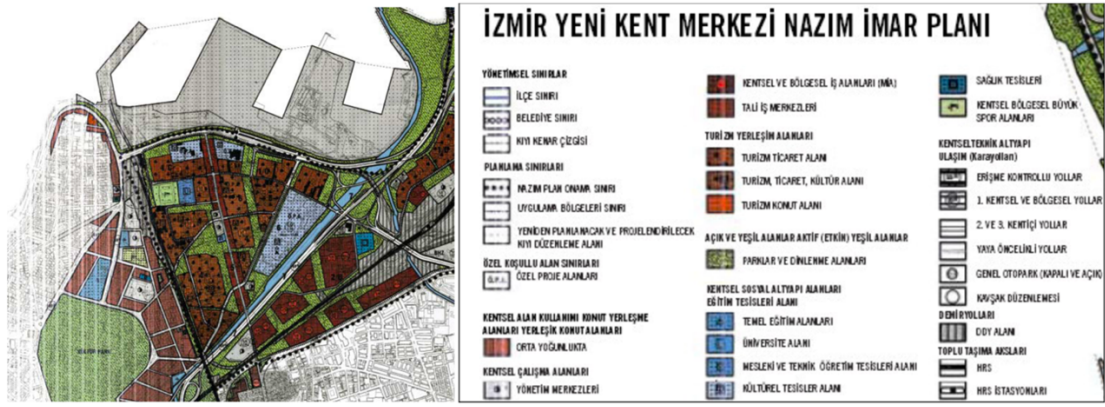 İZMİR YENİ KENT MERKEZİ NAZIM İMAR PLANI
YÖNETİMSEL SINIRLAR
İLÇE SINIRI
BELEDİYE SINIRI
KIYI KENAR ÇİZGİSİ
PLANLAMA SINIRLARI
NAZIM PLAN ONAMA SINIRI
UYGULAMA BÖLGELERİ SINIRI
YENİDEN PLANLANACAK VE PROJELENDİRİLECEK
KIYI DÜZENLEME ALANI
ÖZEL KOŞULLU ALAN SINIRLARI
Ö.P.A. ÖZEL PROJE ALANLARI
KENTSEL ALAN KULLANIMI KONUT YERLEŞME
ALANLARI YERLEŞİK KONUT ALANLARI
ORTA YOĞUNLUKTA
KENTSEL ÇALIŞMA ALANLARI
YÖNETİM MERKEZLERİ
KENTSEL VE BÖLGESEL İŞ ALANLARI (MİA)
TALİ İŞ MERKEZLERİ
TURİZM YERLEŞİM ALANLARI
TURİZM TİCARET ALANI
TURİZM, TİCARET, KÜLTÜR ALANI
TURİZM KONUT ALANI
AÇIK VE YEŞİL ALANLAR AKTİF (ETKİN) YEŞİL ALANLAR
PARKLAR VE DİNLENME ALANLARI
KENTSEL SOSYAL ALTYAPI ALANLARI
EĞİTİM TESİSLERİ ALANI
TEMEL EĞİTİM ALANLARI
ÜNİVERSİTE ALANI
MESLEKİ VE TEKNİK ÖĞRETİM TESİSLERİ ALANI
KÜLTÜREL TESİSLER ALANI
SAĞLIK TESİSLERİ
KENTSEL BÖLGESEL BÜYÜK
SPOR ALANLARI
KENTSELTEKNİK ALTYAPI
ULAŞIN (Karayolları)
ERİŞME KONTROLLU YOLLAR
1. KENTSEL VE BÖLGESEL YOLLAR
2. VE 3. KENTİÇİ YOLLAR
YAYA ÖNCELİKLİ YOLLAR
GENEL OTOPARK (KAPALI VE AÇIK)
KAVŞAK DÜZENLEMESİ
DEMİRYOLLARI
DDY ALANI
TOPLU TAŞIMA AKSLARI
HRS
HRS İSTASYONLARI